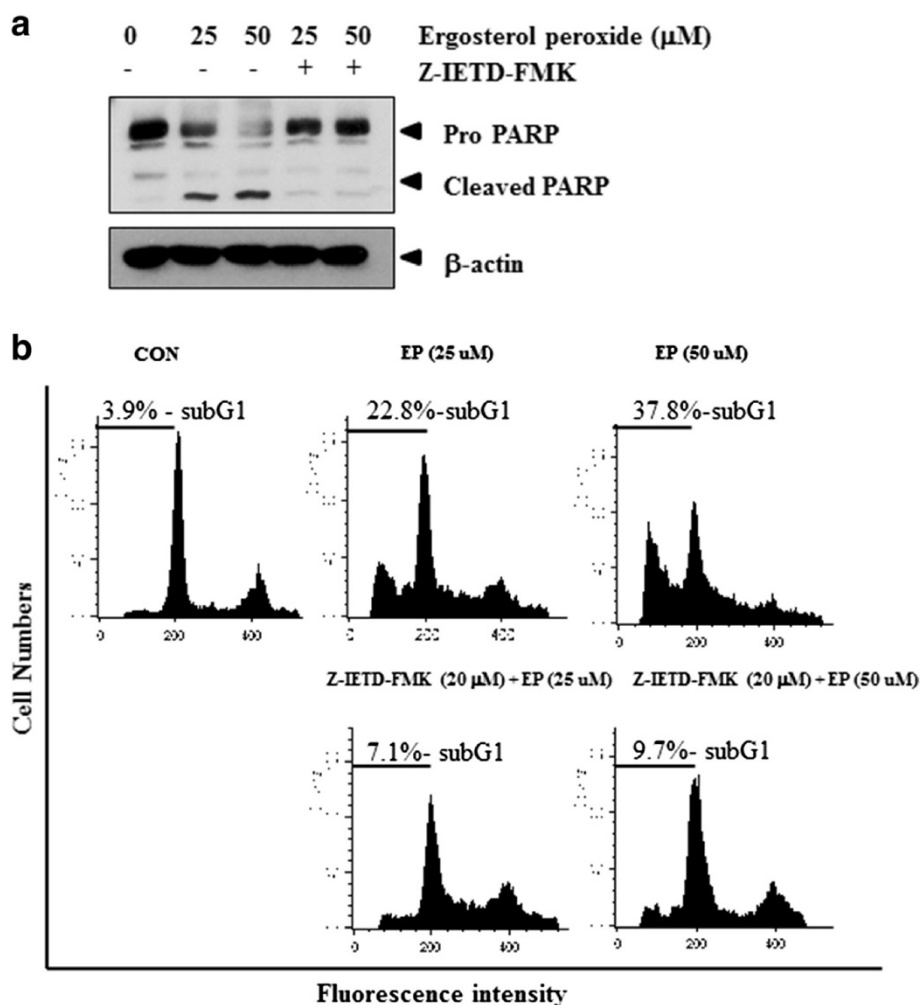 a
0 25 50 25 50 Ergosterol peroxide (μM)
- - - + + Z-IETD-FMK
Pro PARP
Cleaved PARP
β-actin
b
CON EP (25 uM) EP (50 uM)
3.9% - subG1 22.8%-subG1 37.8%-subG1
0 200 400 0 200 400 0 200 400
Z-IETD-FMK (20 μM) + EP (25 uM) Z-IETD-FMK (20 μM) + EP (50 uM)
7.1%- subG1 9.7%- subG1
0 200 400 0 200 400
Cell Numbers
Fluorescence intensity